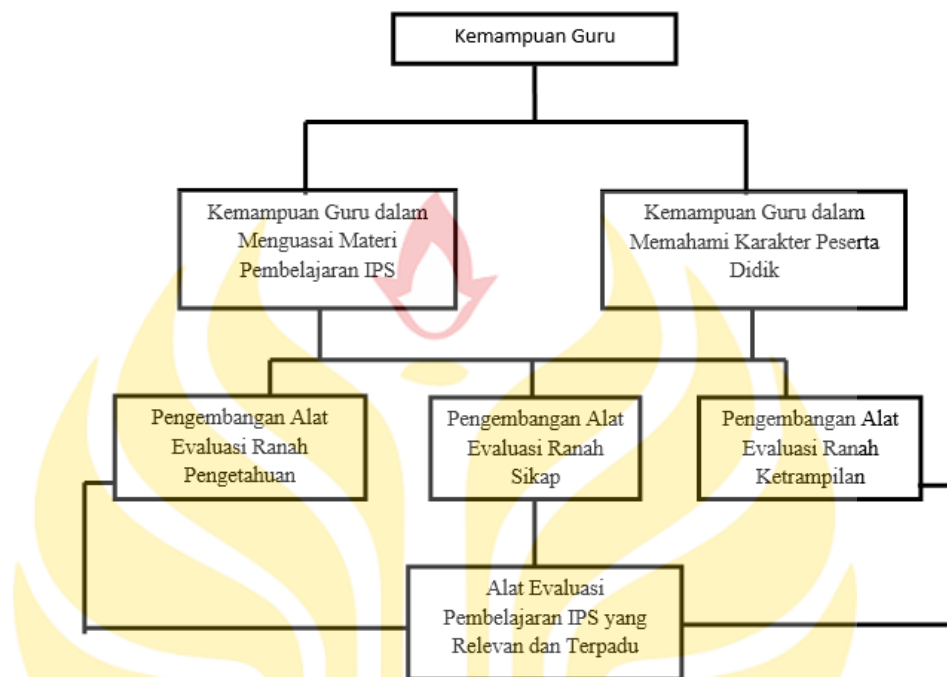 Kemampuan Guru
Kemampuan Guru dalam
Menguasai Materi
Pembelajaran IPS
Kemampuan Guru dalam
Memahami Karakter Peserta
Didik
Pengembangan Alat
Evaluasi Ranah
Pengetahuan
Pengembangan Alat
Evaluasi Ranah
Sikap
Pengembangan Alat
Evaluasi Ranah
Ketrampilan
Alat Evaluasi
Pembelajaran IPS yang
Relevan dan Terpadu